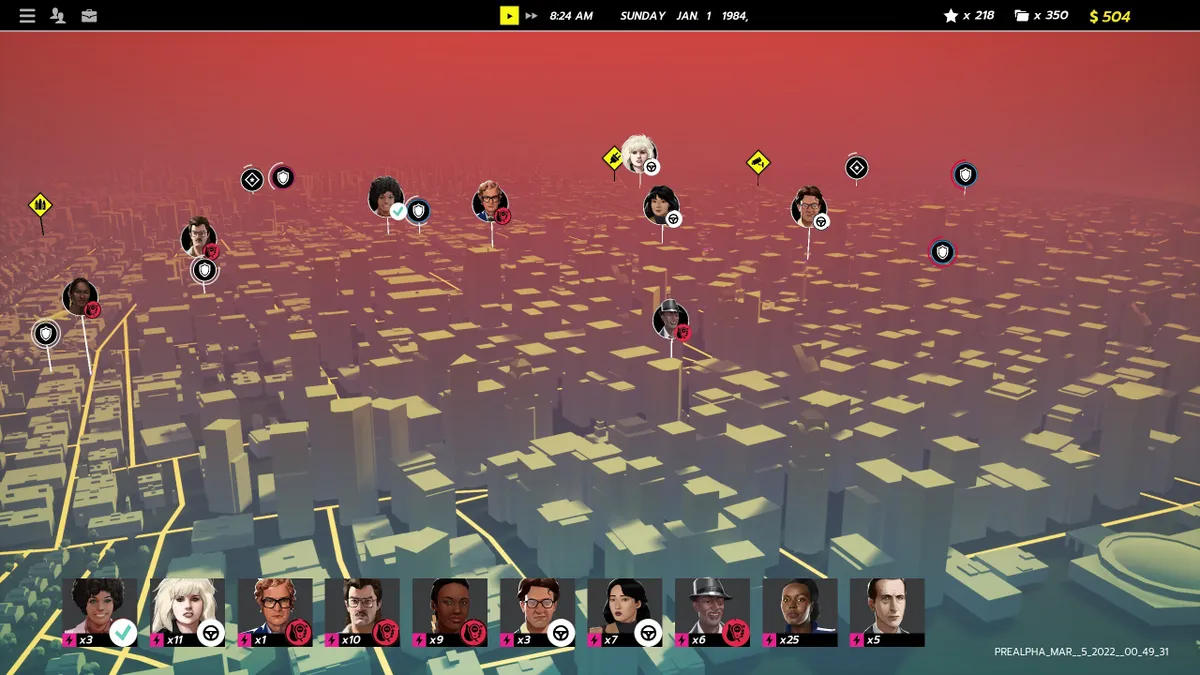 8:24 AM SUNDAY JAN. 1 1984,
x 218 x 350 $ 504
x3 x11 x1 x10 x9 x3 x7 x6 x25 x5
PREALPHA_MAR__5_2022__00_49_31